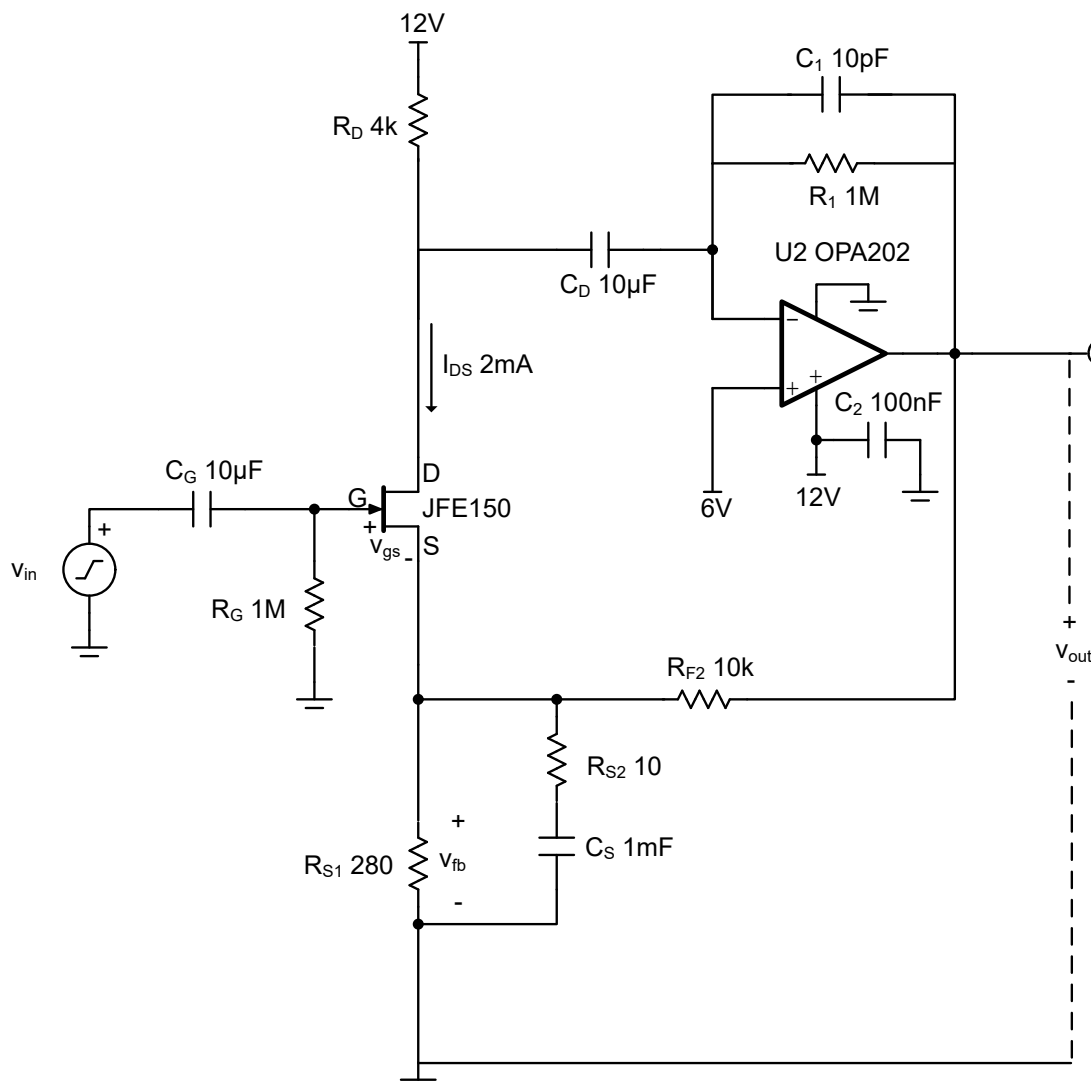 12V
C1 10pF
RD 4k
R1 1M
U2 OPA202
CD 10µF
−
IDS 2mA
+
+
C2 100nF
CG 10µF
D
6V
12V
G
JFE150
+
+
vgs
-
S
vin
RG 1M
+
vout
-
RF2 10k
RS2 10
+
RS1 280
vfb
CS 1mF
-